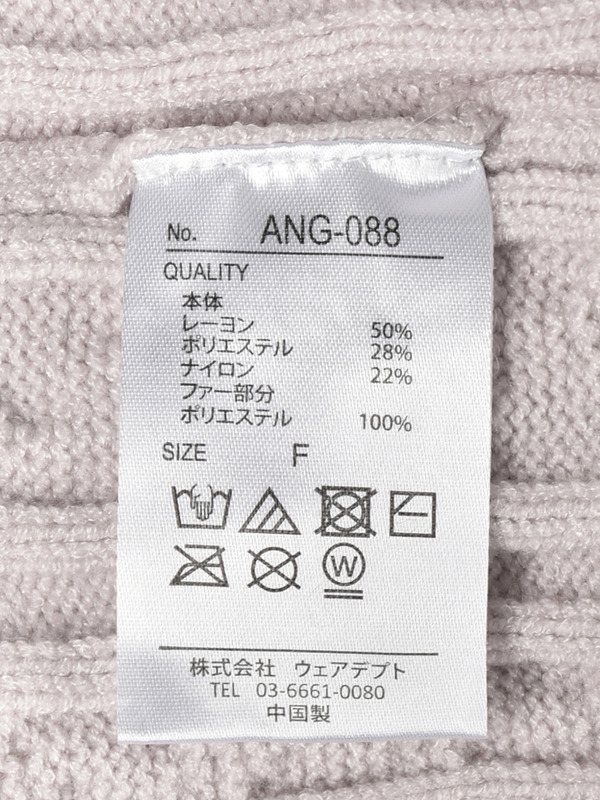 No. ANG-088
QUALITY
本体
レーヨン 50%
ポリエステル 28%
ナイロン 22%
ファー部分
ポリエステル 100%
SIZE F
W
株式会社 ウェアデプト
TEL 03-6661-0080
中国製